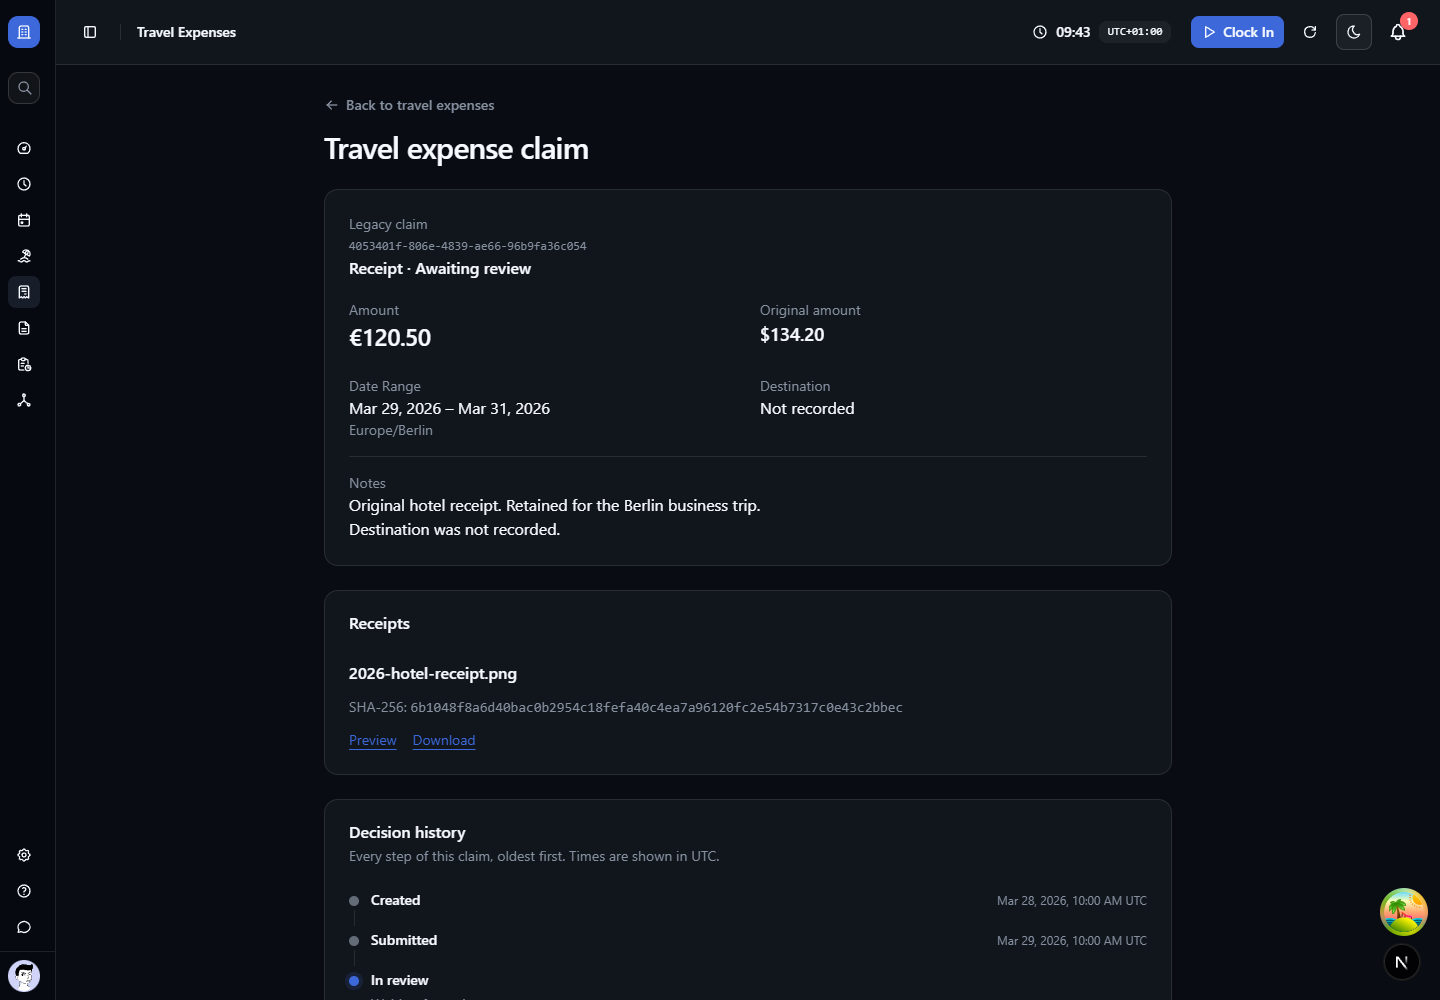 Travel Expenses
09:43
UTC+01:00
Clock In
1
Back to travel expenses
Travel expense claim
Legacy claim
4053401f-806e-4839-ae66-96b9fa36c054
Receipt · Awaiting review
Amount
Original amount
€120.50
$134.20
Date Range
Destination
Mar 29, 2026 – Mar 31, 2026
Not recorded
Europe/Berlin
Notes
Original hotel receipt. Retained for the Berlin business trip.
Destination was not recorded.
Receipts
2026-hotel-receipt.png
SHA-256: 6b1048f8a6d40bac0b2954c18fefa40c4ea7a96120fc2e54b7317c0e43c2bbec
Preview Download
Decision history
Every step of this claim, oldest first. Times are shown in UTC.
Created
Mar 28, 2026, 10:00 AM UTC
Submitted
Mar 29, 2026, 10:00 AM UTC
In review
N